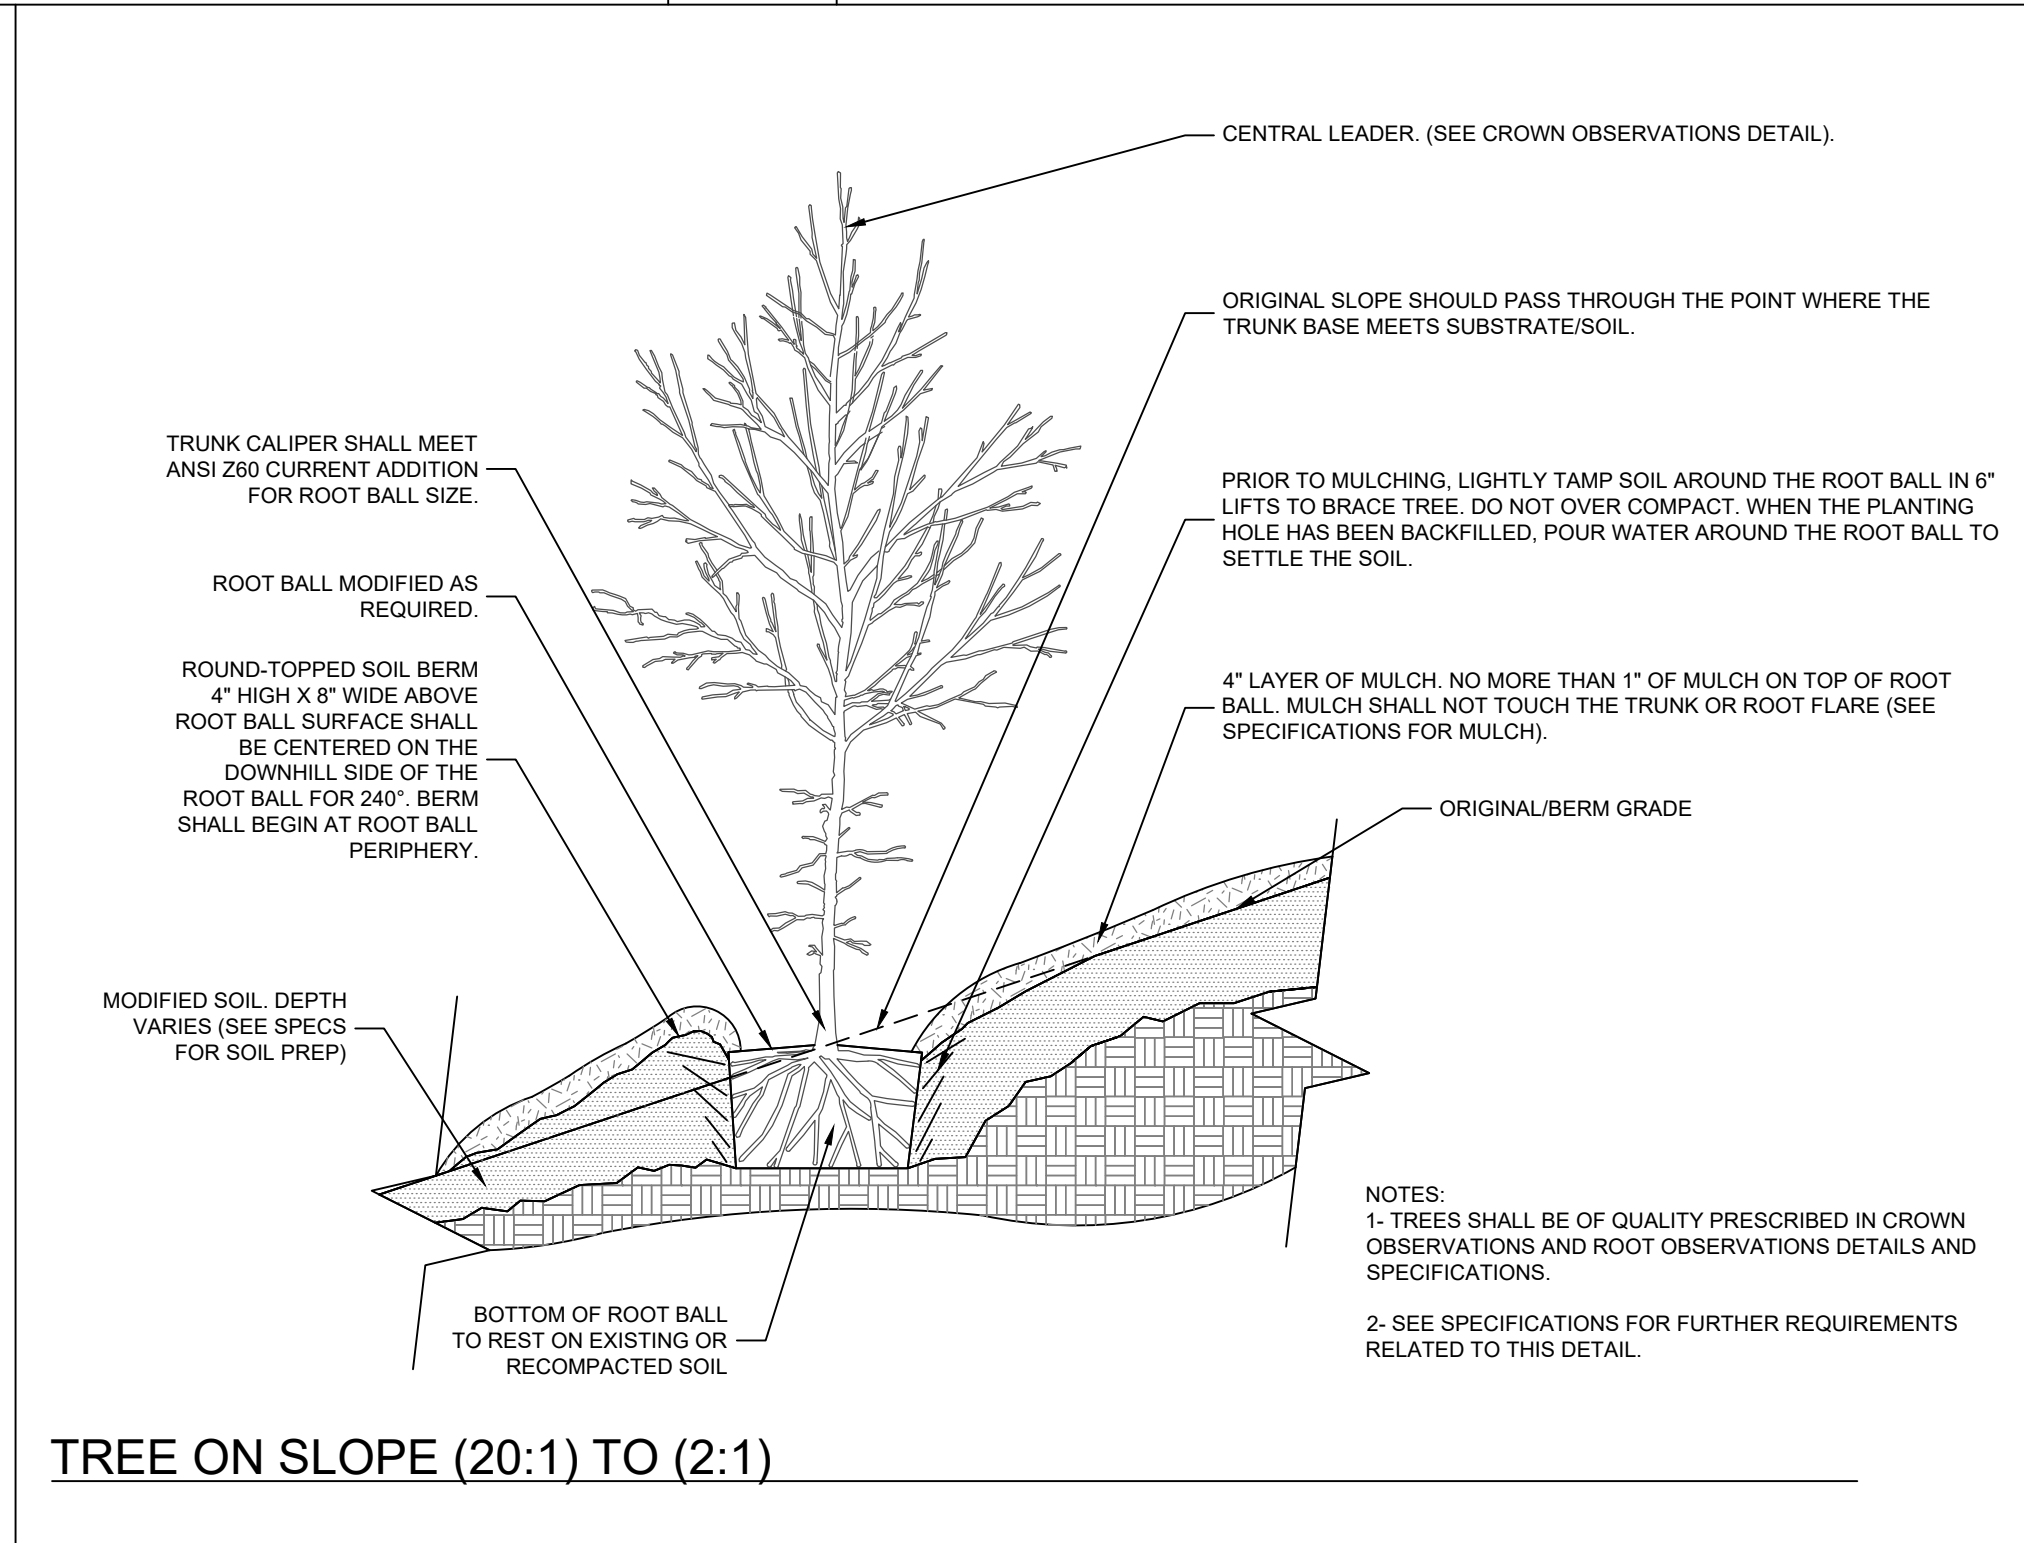 CENTRAL LEADER. (SEE CROWN OBSERVATIONS DETAIL).
ORIGINAL SLOPE SHOULD PASS THROUGH THE POINT WHERE THE
TRUNK BASE MEETS SUBSTRATE/SOIL.
PRIOR TO MULCHING, LIGHTLY TAMP SOIL AROUND THE ROOT BALL IN 6"
LIFTS TO BRACE TREE. DO NOT OVER COMPACT. WHEN THE PLANTING
HOLE HAS BEEN BACKFILLED, POUR WATER AROUND THE ROOT BALL TO
SETTLE THE SOIL.
4" LAYER OF MULCH. NO MORE THAN 1" OF MULCH ON TOP OF ROOT
BALL. MULCH SHALL NOT TOUCH THE TRUNK OR ROOT FLARE (SEE
SPECIFICATIONS FOR MULCH).
ORIGINAL/BERM GRADE
TRUNK CALIPER SHALL MEET
ANSI Z60 CURRENT ADDITION
FOR ROOT BALL SIZE.
ROOT BALL MODIFIED AS
REQUIRED.
ROUND-TOPPED SOIL BERM
4" HIGH X 8" WIDE ABOVE
ROOT BALL SURFACE SHALL
BE CENTERED ON THE
DOWNHILL SIDE OF THE
ROOT BALL FOR 240°. BERM
SHALL BEGIN AT ROOT BALL
PERIPHERY.
MODIFIED SOIL. DEPTH
VARIES (SEE SPECS
FOR SOIL PREP)
BOTTOM OF ROOT BALL
TO REST ON EXISTING OR
RECOMPACTED SOIL
NOTES:
1- TREES SHALL BE OF QUALITY PRESCRIBED IN CROWN
OBSERVATIONS AND ROOT OBSERVATIONS DETAILS AND
SPECIFICATIONS.
2- SEE SPECIFICATIONS FOR FURTHER REQUIREMENTS
RELATED TO THIS DETAIL.
TREE ON SLOPE (20:1) TO (2:1)